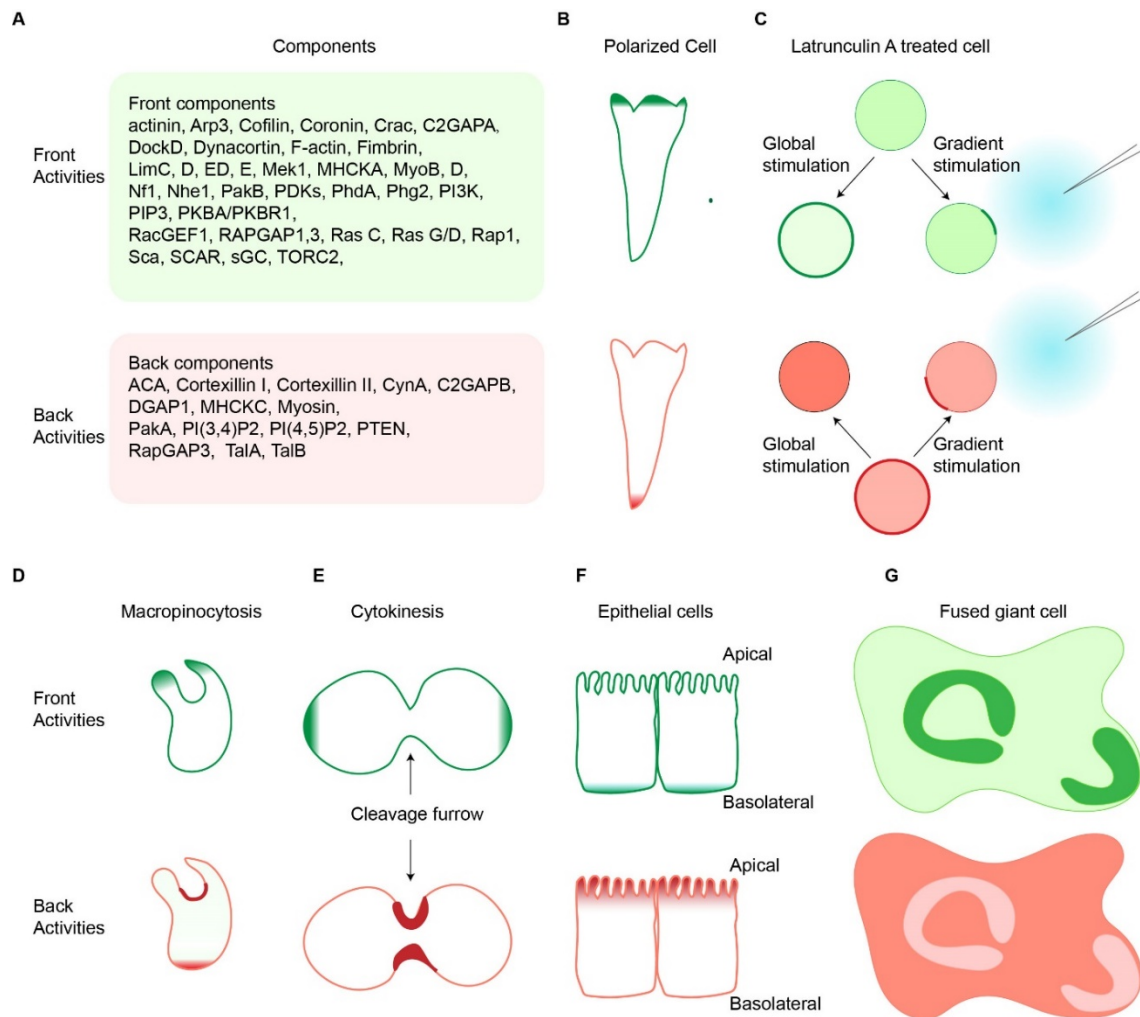 A
Components
Front
Activities
Front components
actinin, Arp3, Cofilin, Coronin, Crac, C2GAPA,
DockD, Dynacortin, F-actin, Fimbrin,
LimC, D, ED, E, Mek1, MHCKA, MyoB, D,
Nf1, Nhe1, PakB, PDKs, PhdA, Phg2, PI3K,
PIP3, PKBA/PKBR1,
RacGEF1, RAPGAP1,3, Ras C, Ras G/D, Rap1,
Sca, SCAR, sGC, TORC2,
Back
Activities
Back components
ACA, Cortexillin I, Cortexillin II, CynA, C2GAPB,
DGAP1, MHCKC, Myosin,
PakA, PI(3,4)P2, PI(4,5)P2, PTEN,
RapGAP3, TalA, TalB
B
Polarized Cell
C
Latrunculin A treated cell
Global
stimulation
Gradient
stimulation
Global
stimulation
Gradient
stimulation
D
Macropinocytosis
Front
Activities
Back
Activities
E
Cytokinesis
Cleavage furrow
F
Epithelial cells
Apical
Basolateral
Apical
Basolateral
G
Fused giant cell